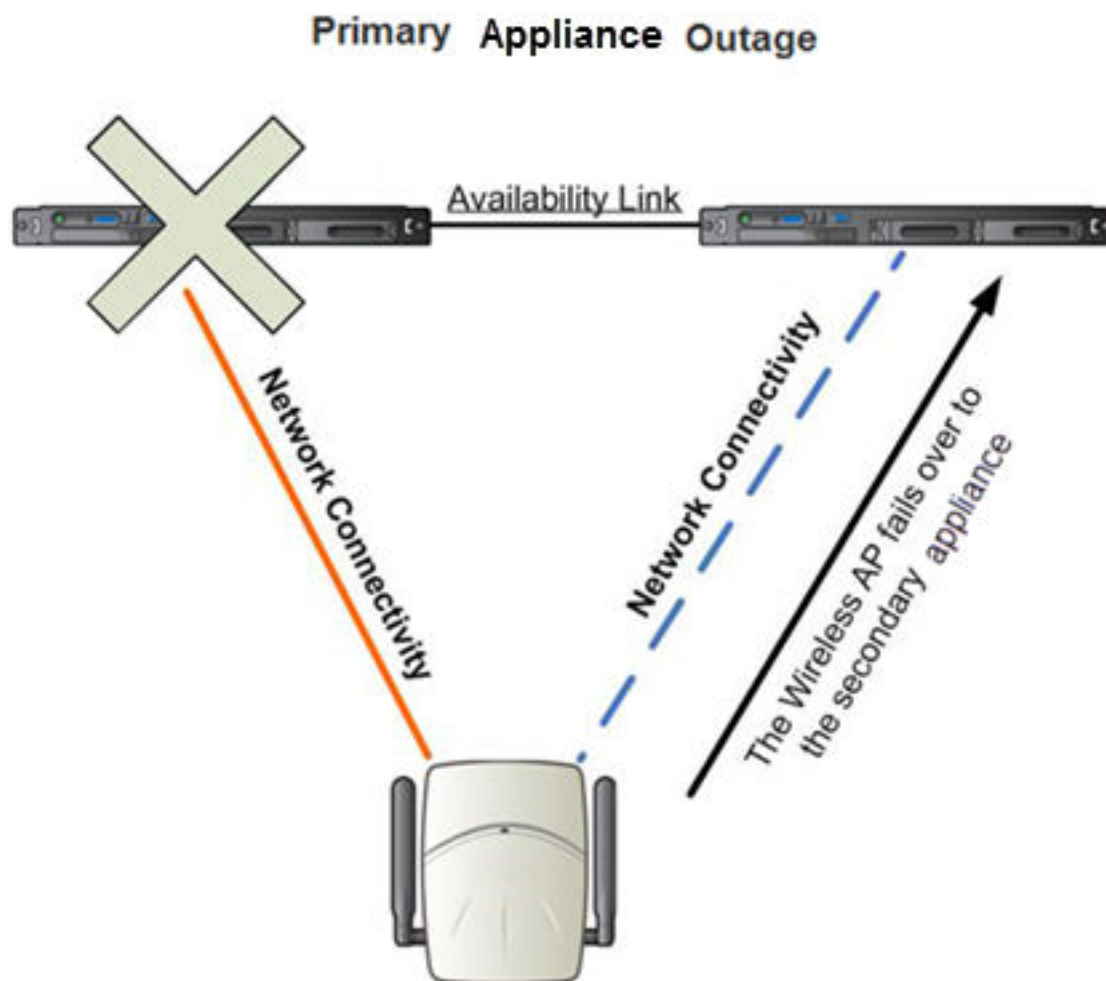 Primary Appliance Outage
Availability Link
Network Connectivity
Network Connectivity
The Wireless AP fails over to
the secondary appliance